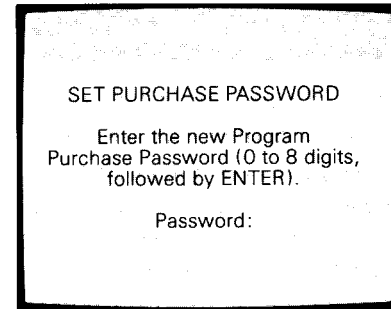 SET PURCHASE PASSWORD
Enter the new Program
Purchase Password (0 to 8 digits,
followed by ENTER).
Password: